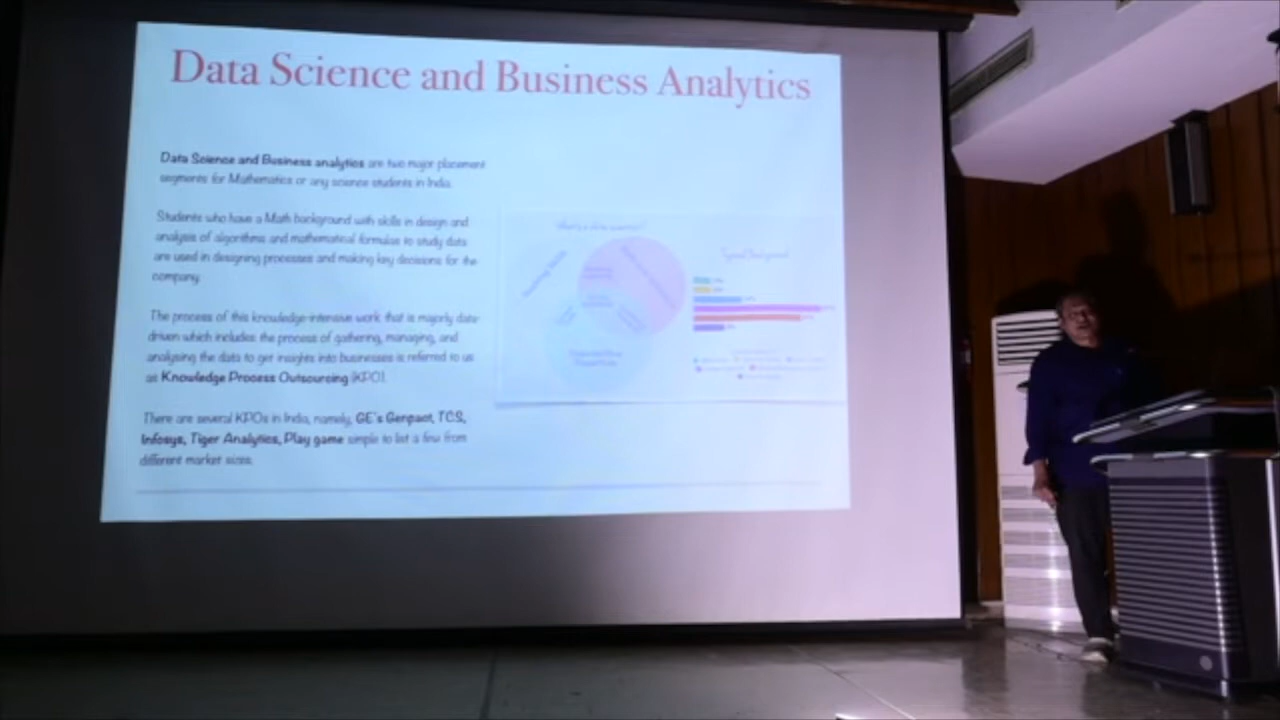 Data Science and Business Analytics
Data Science and Business analytics are two major placement
segments for Mathematics or any science students in India.
Students who have a Math background with skills in design and
analysis of algorithms and mathematical formulas to study data
are used in designing processes and making key decisions for the
company.
The process of this knowledge-intensive work that is majorly data-
driven which includes the process of gathering, managing, and
analysing the data to get insights into businesses is referred to us
as Knowledge Process Outsourcing (KPO).
There are several KPOs in India, namely, GE's Genpact, TCS,
Infosys, Tiger Analytics, Play game simple to list a few from
different market sizes.